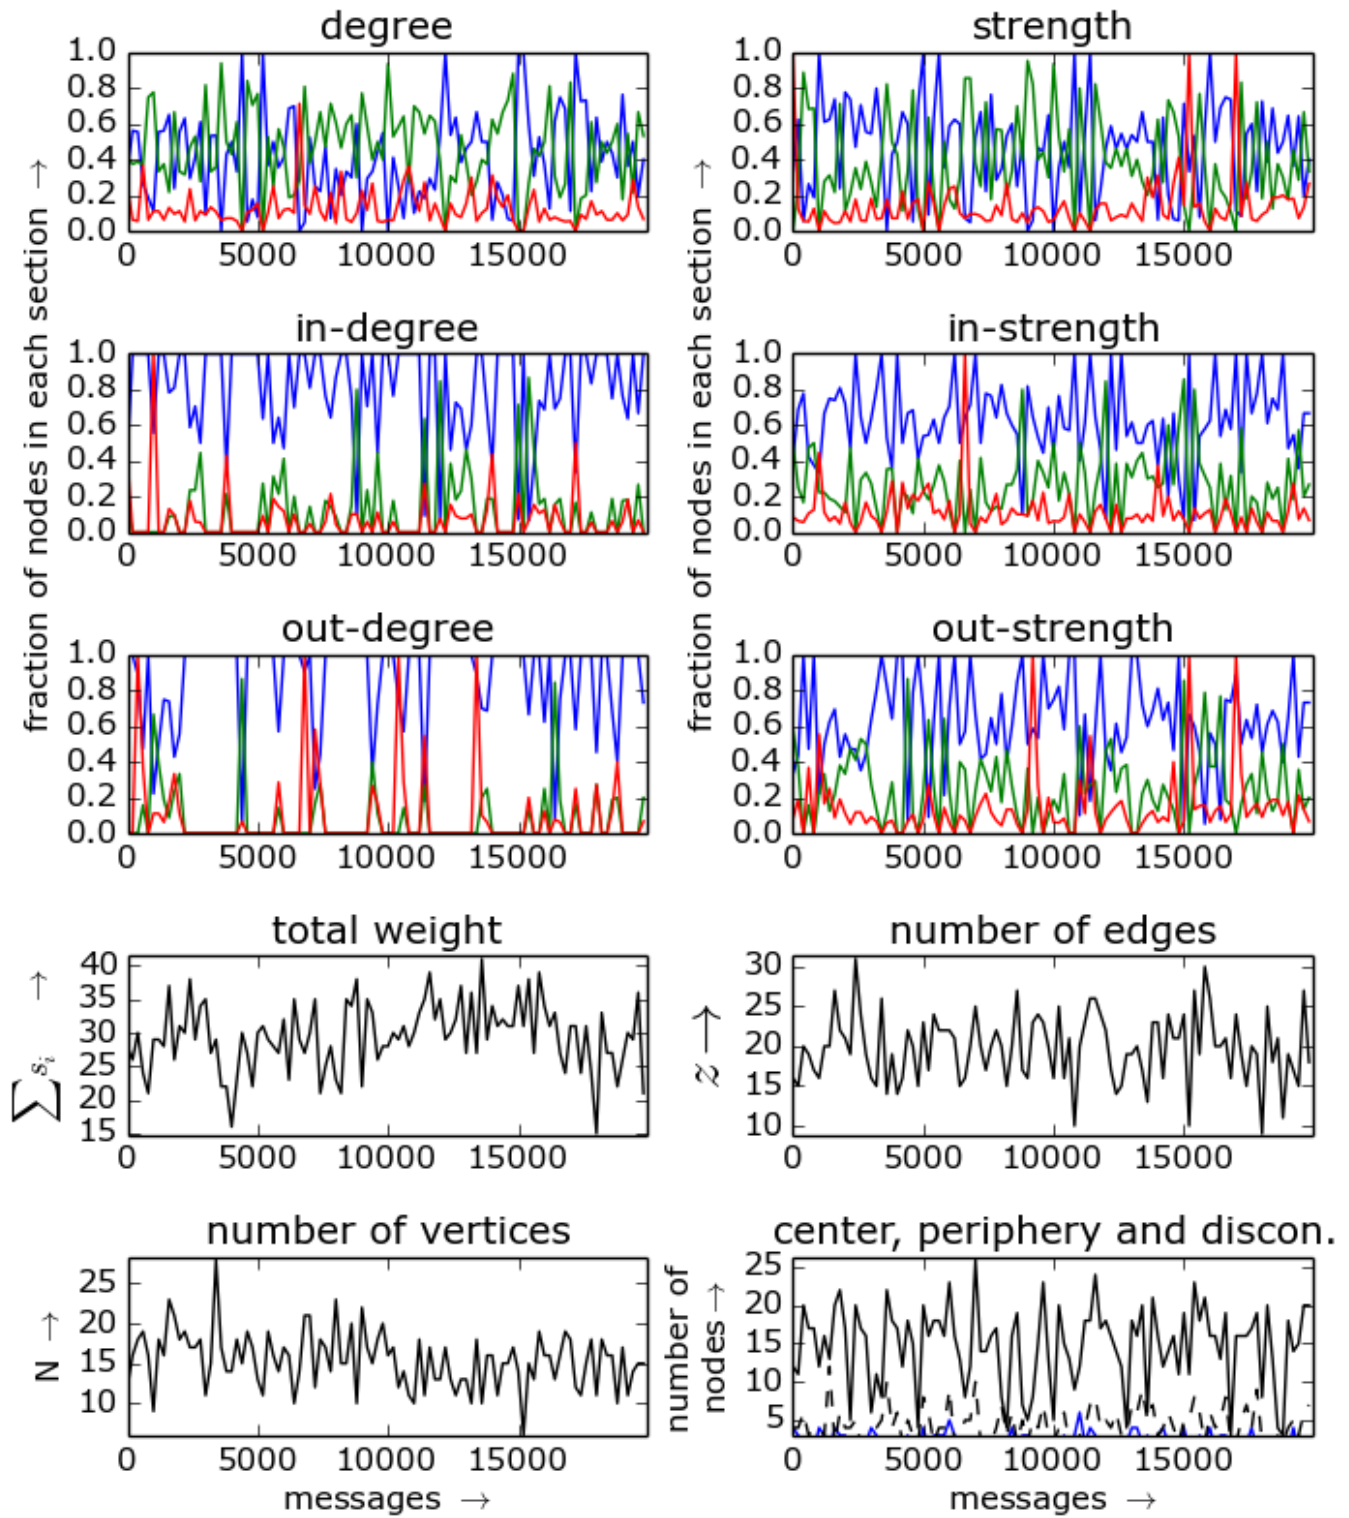 degree
strength
1.0
0.8
0.6
0.4
0.2
0.0
0 5000 10000 15000
1.0
0.8
0.6
0.4
0.2
0.0
0 5000 10000 15000
in-degree
in-strength
1.0
0.8
0.6
0.4
0.2
0.0
0 5000 10000 15000
1.0
0.8
0.6
0.4
0.2
0.0
0 5000 10000 15000
out-degree
out-strength
1.0
0.8
0.6
0.4
0.2
0.0
0 5000 10000 15000
1.0
0.8
0.6
0.4
0.2
0.0
0 5000 10000 15000
fraction of nodes in each section →
fraction of nodes in each section →
total weight
number of edges
∑ s_i →
40
35
30
25
20
15
0 5000 10000 15000
z →
30
25
20
15
10
0 5000 10000 15000
number of vertices
center, periphery and discon.
N →
25
20
15
10
0 5000 10000 15000
messages →
number of
nodes →
25
20
15
10
5
0 5000 10000 15000
messages →